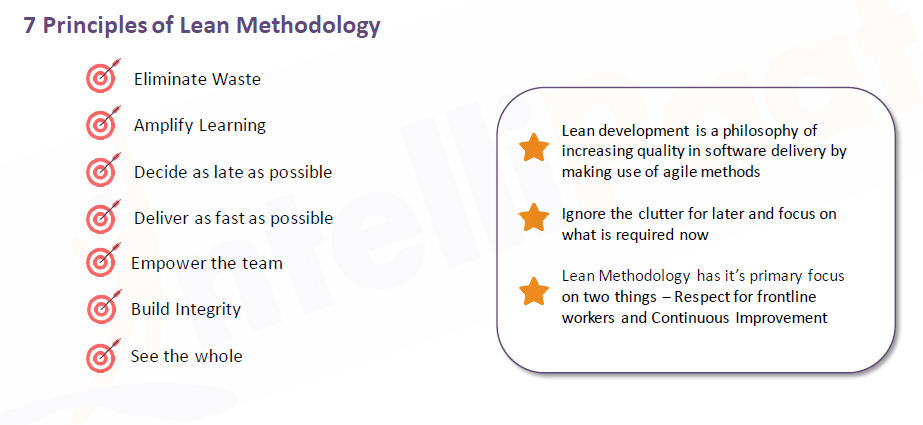 7 Principles of Lean Methodology
Eliminate Waste
Amplify Learning
Decide as late as possible
Deliver as fast as possible
Empower the team
Build Integrity
See the whole
Lean development is a philosophy of
increasing quality in software delivery by
making use of agile methods
Ignore the clutter for later and focus on
what is required now
Lean Methodology has it’s primary focus
on two things – Respect for frontline
workers and Continuous Improvement
intelliPaat